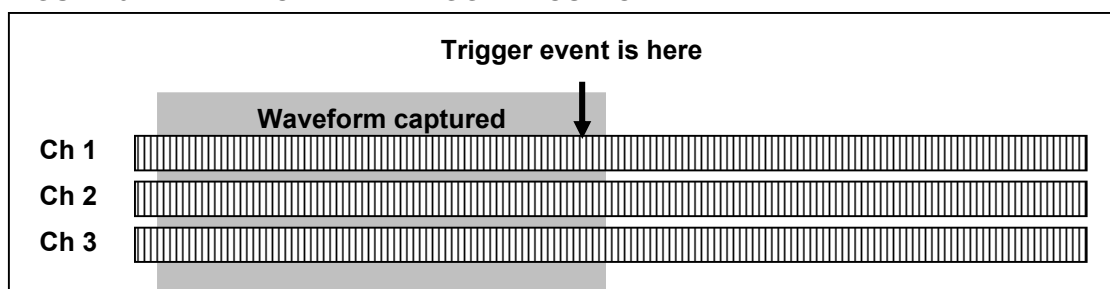 Trigger event is here
Waveform captured
Ch 1
Ch 2
Ch 3